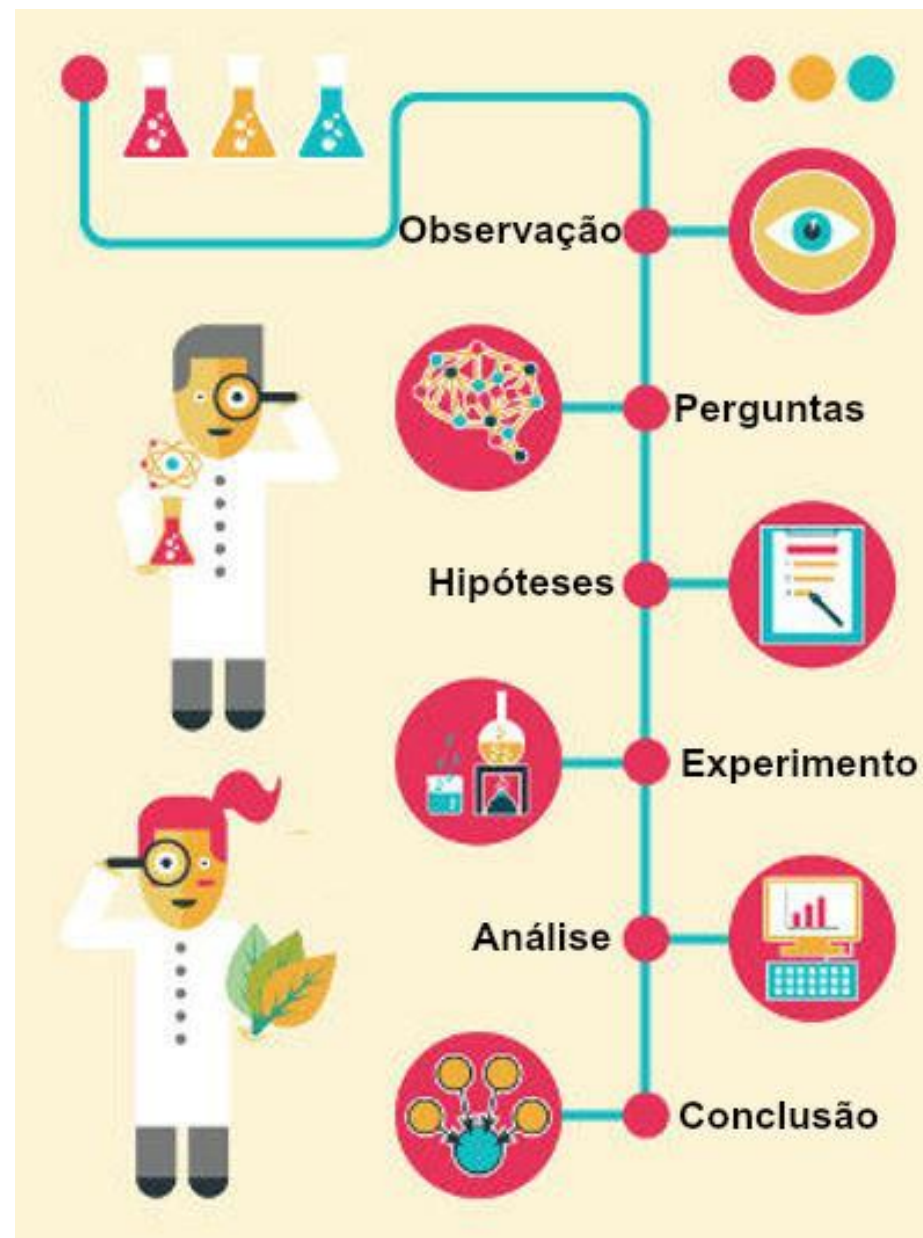 Observação
Perguntas
Hipóteses
Experimento
Análise
Conclusão